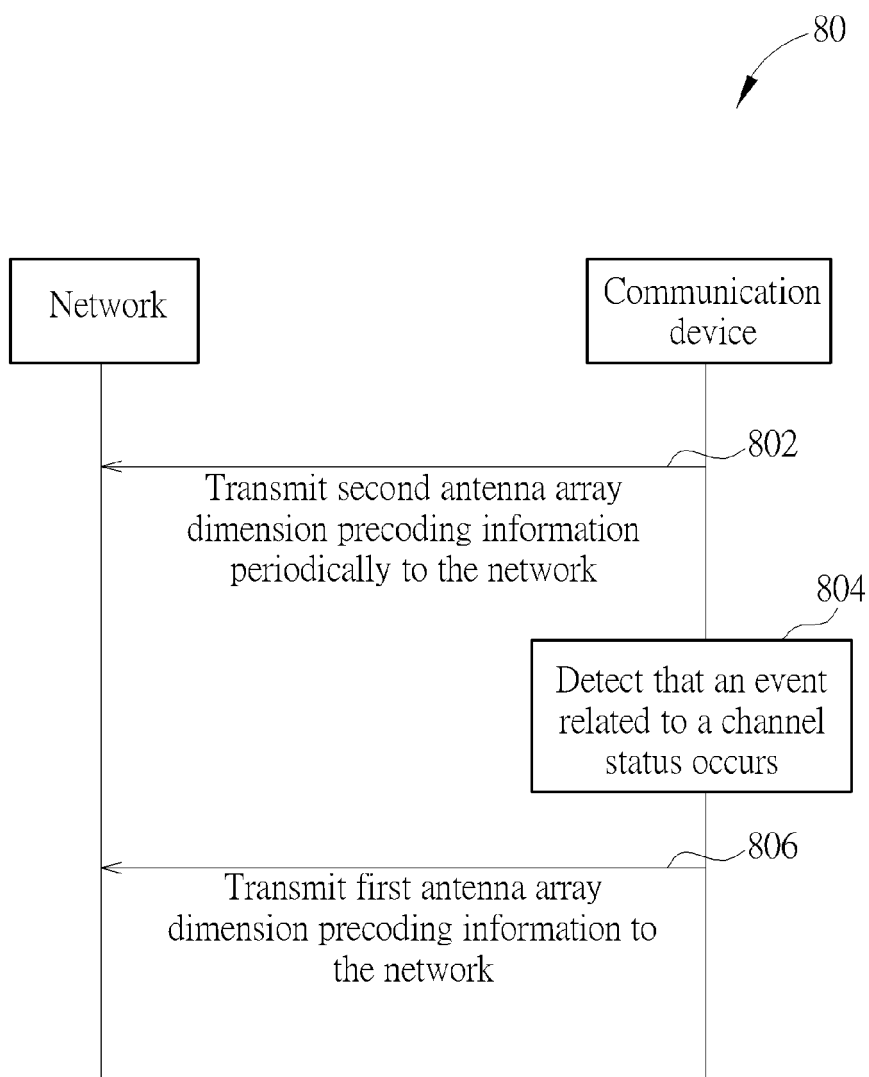 80
Network
Communication
device
802
Transmit second antenna array
dimension precoding information
periodically to the network
804
Detect that an event
related to a channel
status occurs
806
Transmit first antenna array
dimension precoding information to
the network